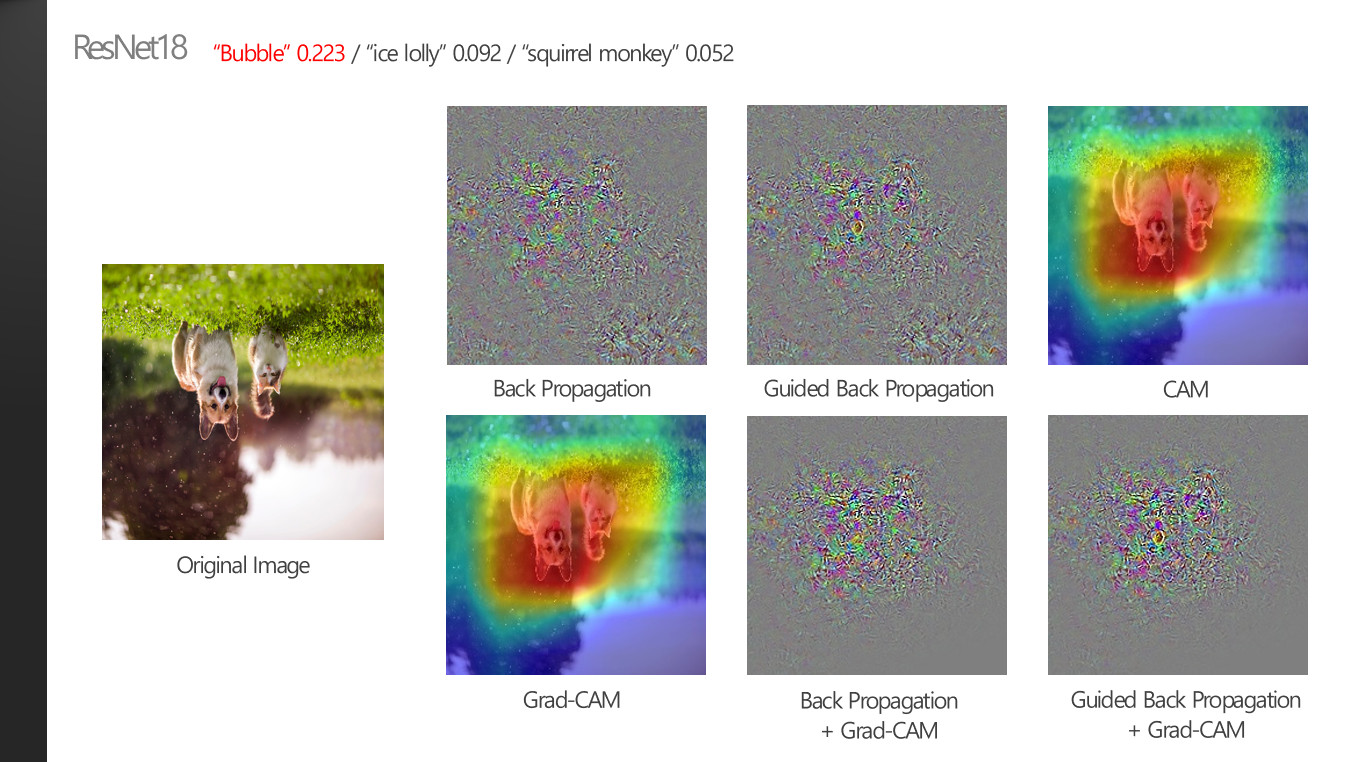 ResNet18 “Bubble” 0.223 / “ice lolly” 0.092 / “squirrel monkey” 0.052
Original Image
Back Propagation
Guided Back Propagation
CAM
Grad-CAM
Back Propagation
+ Grad-CAM
Guided Back Propagation
+ Grad-CAM